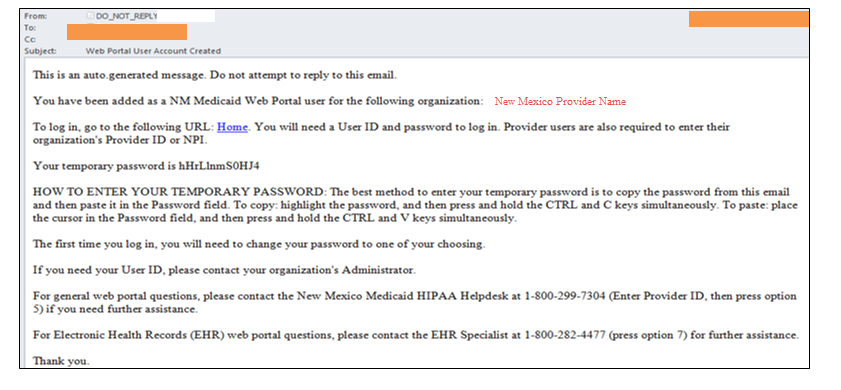 From: DO_NOT_REPLY
To:
Cc:
Subject: Web Portal User Account Created
This is an auto.generated message. Do not attempt to reply to this email.
You have been added as a NM Medicaid Web Portal user for the following organization: New Mexico Provider Name
To log in, go to the following URL: Home. You will need a User ID and password to log in. Provider users are also required to enter their
organization's Provider ID or NPI.
Your temporary password is hHrLlnmS0HJ4
HOW TO ENTER YOUR TEMPORARY PASSWORD: The best method to enter your temporary password is to copy the password from this email
and then paste it in the Password field. To copy: highlight the password, and then press and hold the CTRL and C keys simultaneously. To paste: place
the cursor in the Password field, and then press and hold the CTRL and V keys simultaneously.
The first time you log in, you will need to change your password to one of your choosing.
If you need your User ID, please contact your organization's Administrator.
For general web portal questions, please contact the New Mexico Medicaid HIPAA Helpdesk at 1-800-299-7304 (Enter Provider ID, then press option
5) if you need further assistance.
For Electronic Health Records (EHR) web portal questions, please contact the EHR Specialist at 1-800-282-4477 (press option 7) for further assistance.
Thank you.